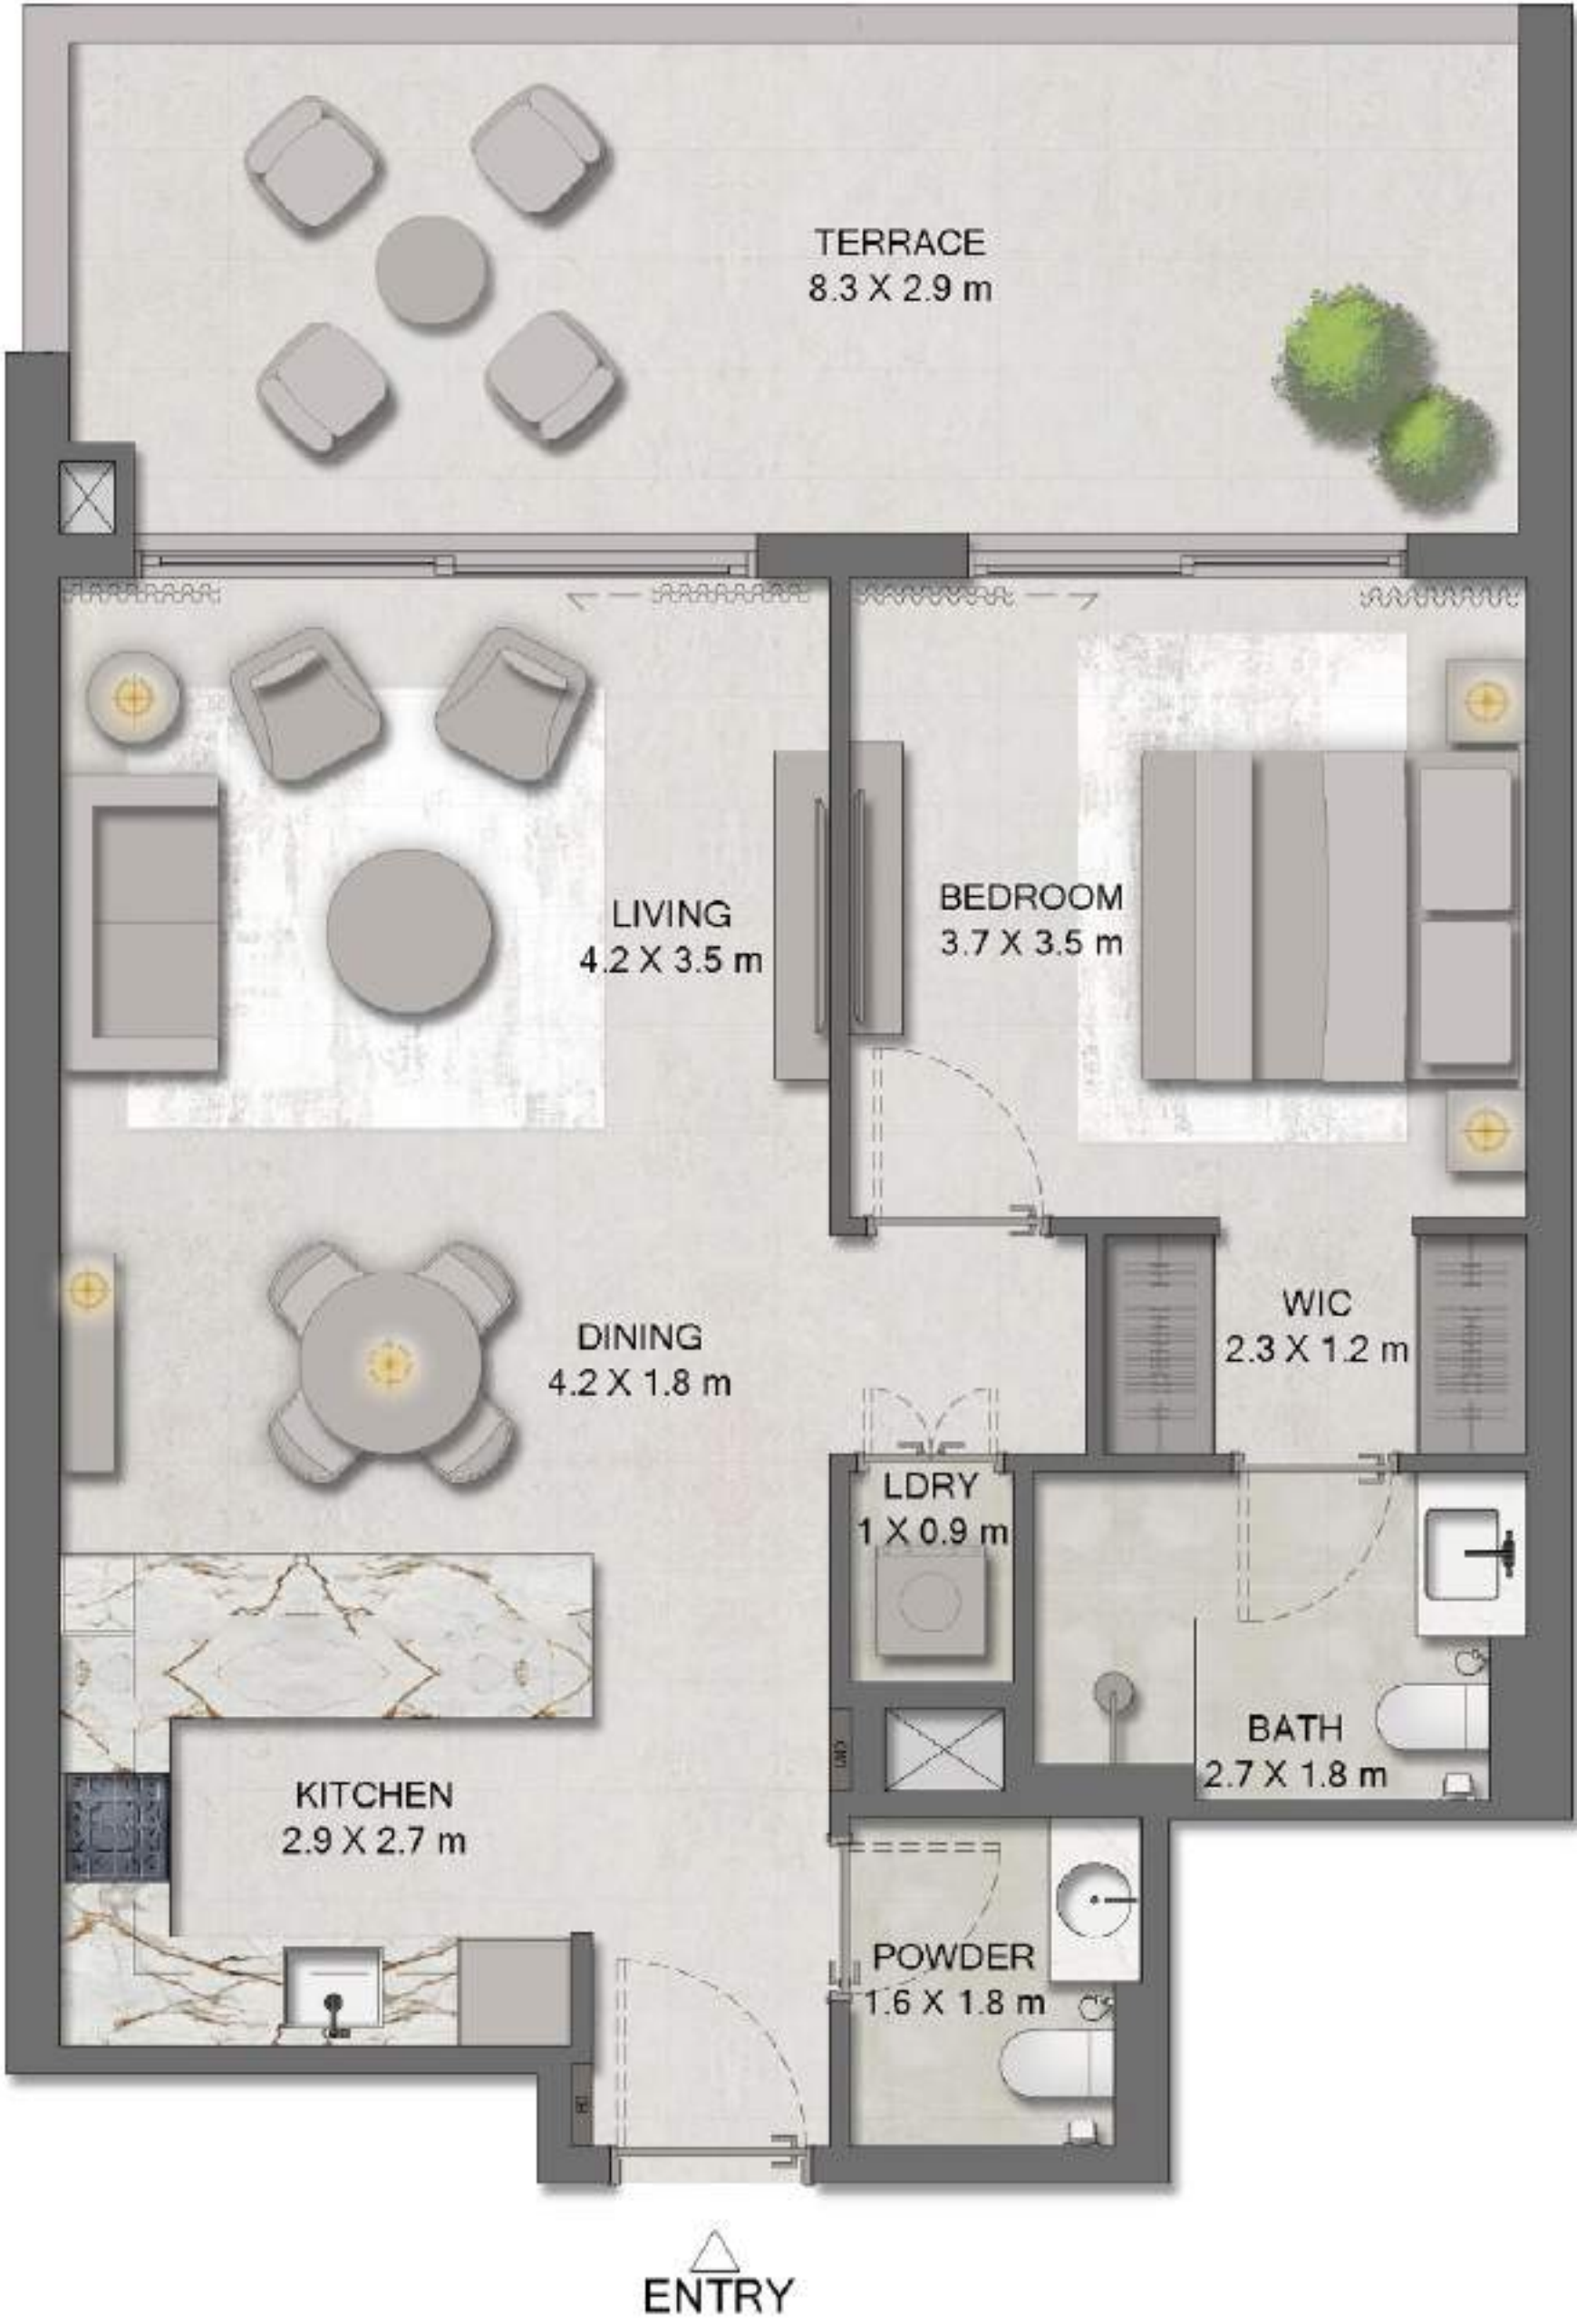 TERRACE
8.3 X 2.9 m
LIVING
4.2 X 3.5 m
BEDROOM
3.7 X 3.5 m
WIC
2.3 X 1.2 m
DINING
4.2 X 1.8 m
LDRY
1 X 0.9 m
BATH
2.7 X 1.8 m
KITCHEN
2.9 X 2.7 m
POWDER
1.6 X 1.8 m
ENTRY